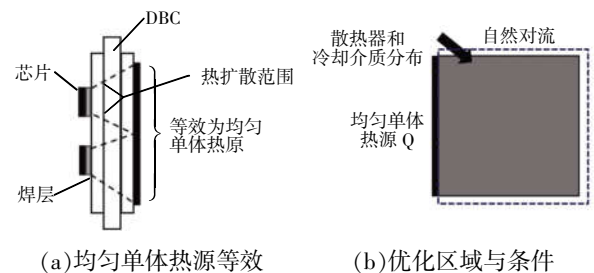 DBC
芯片
热扩散范围
等效为均匀
单体热原
焊层
(a)均匀单体热源等效
散热器和
冷却介质分布
自然对流
均匀单体
热源 Q
(b)优化区域与条件